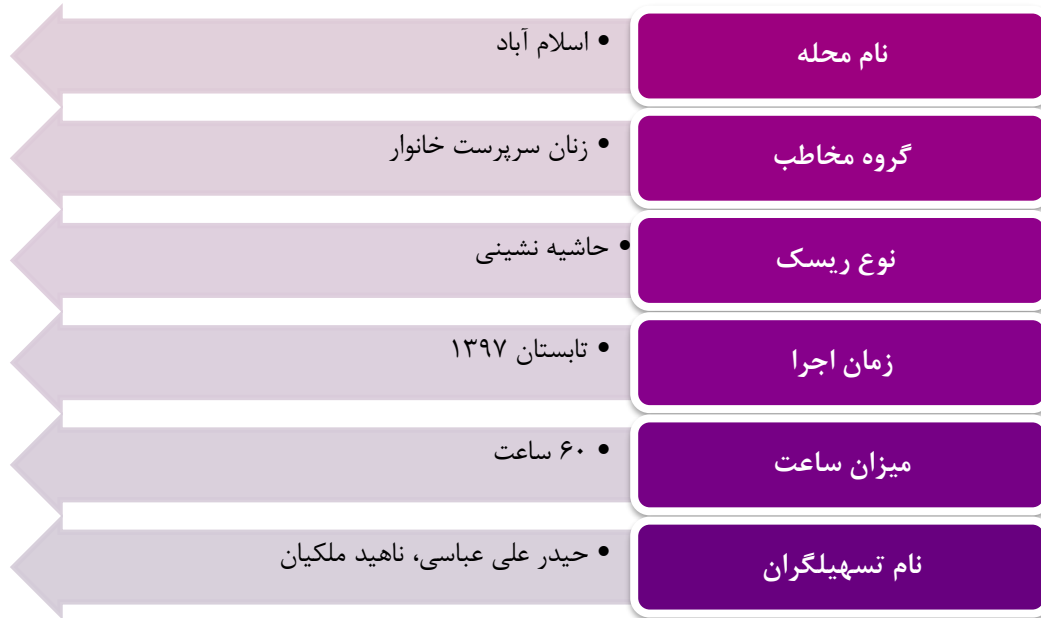 نام محله
• اسلام آباد
گروه مخاطب
• زنان سرپرست خانوار
نوع ریسک
• حاشیه نشینی
زمان اجرا
• تابستان ۱۳۹۷
میزان ساعت
• ۶۰ ساعت
نام تسهیلگران
• حیدر علی عباسی، ناهید ملکیان